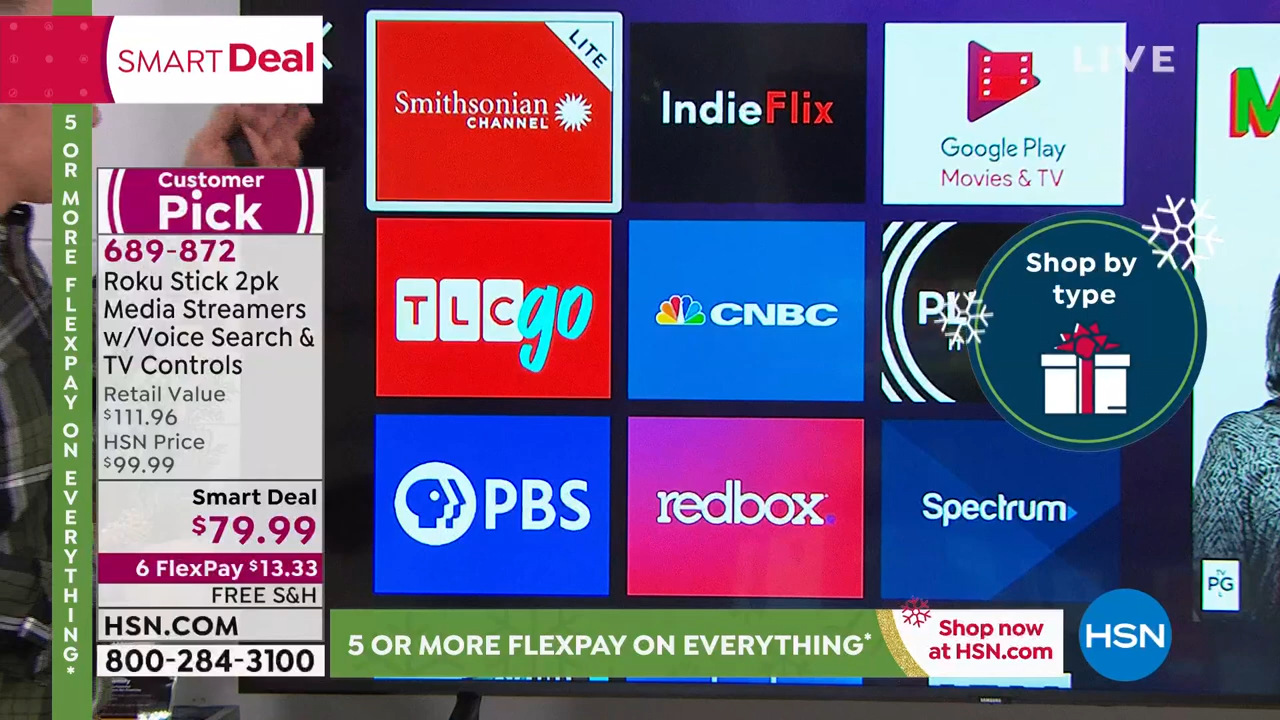 SMART Deal
5 OR MORE FLEXPAY ON EVERYTHING*
Customer
Pick
689-872
Roku Stick 2pk
Media Streamers
w/Voice Search &
TV Controls
Retail Value
$111.96
HSN Price
$99.99
Smart Deal
$79.99
6 FlexPay $13.33
FREE S&H
HSN.COM
800-284-3100
Smithsonian
CHANNEL
LITE
IndieFlix
Google Play
Movies & TV
LIVE
M
TLC go
CNBC
Shop by
type
PBS
redbox.
Spectrum
TV
PG
L
5 OR MORE FLEXPAY ON EVERYTHING*
Shop now
at HSN.com
HSN
SAMSUNG